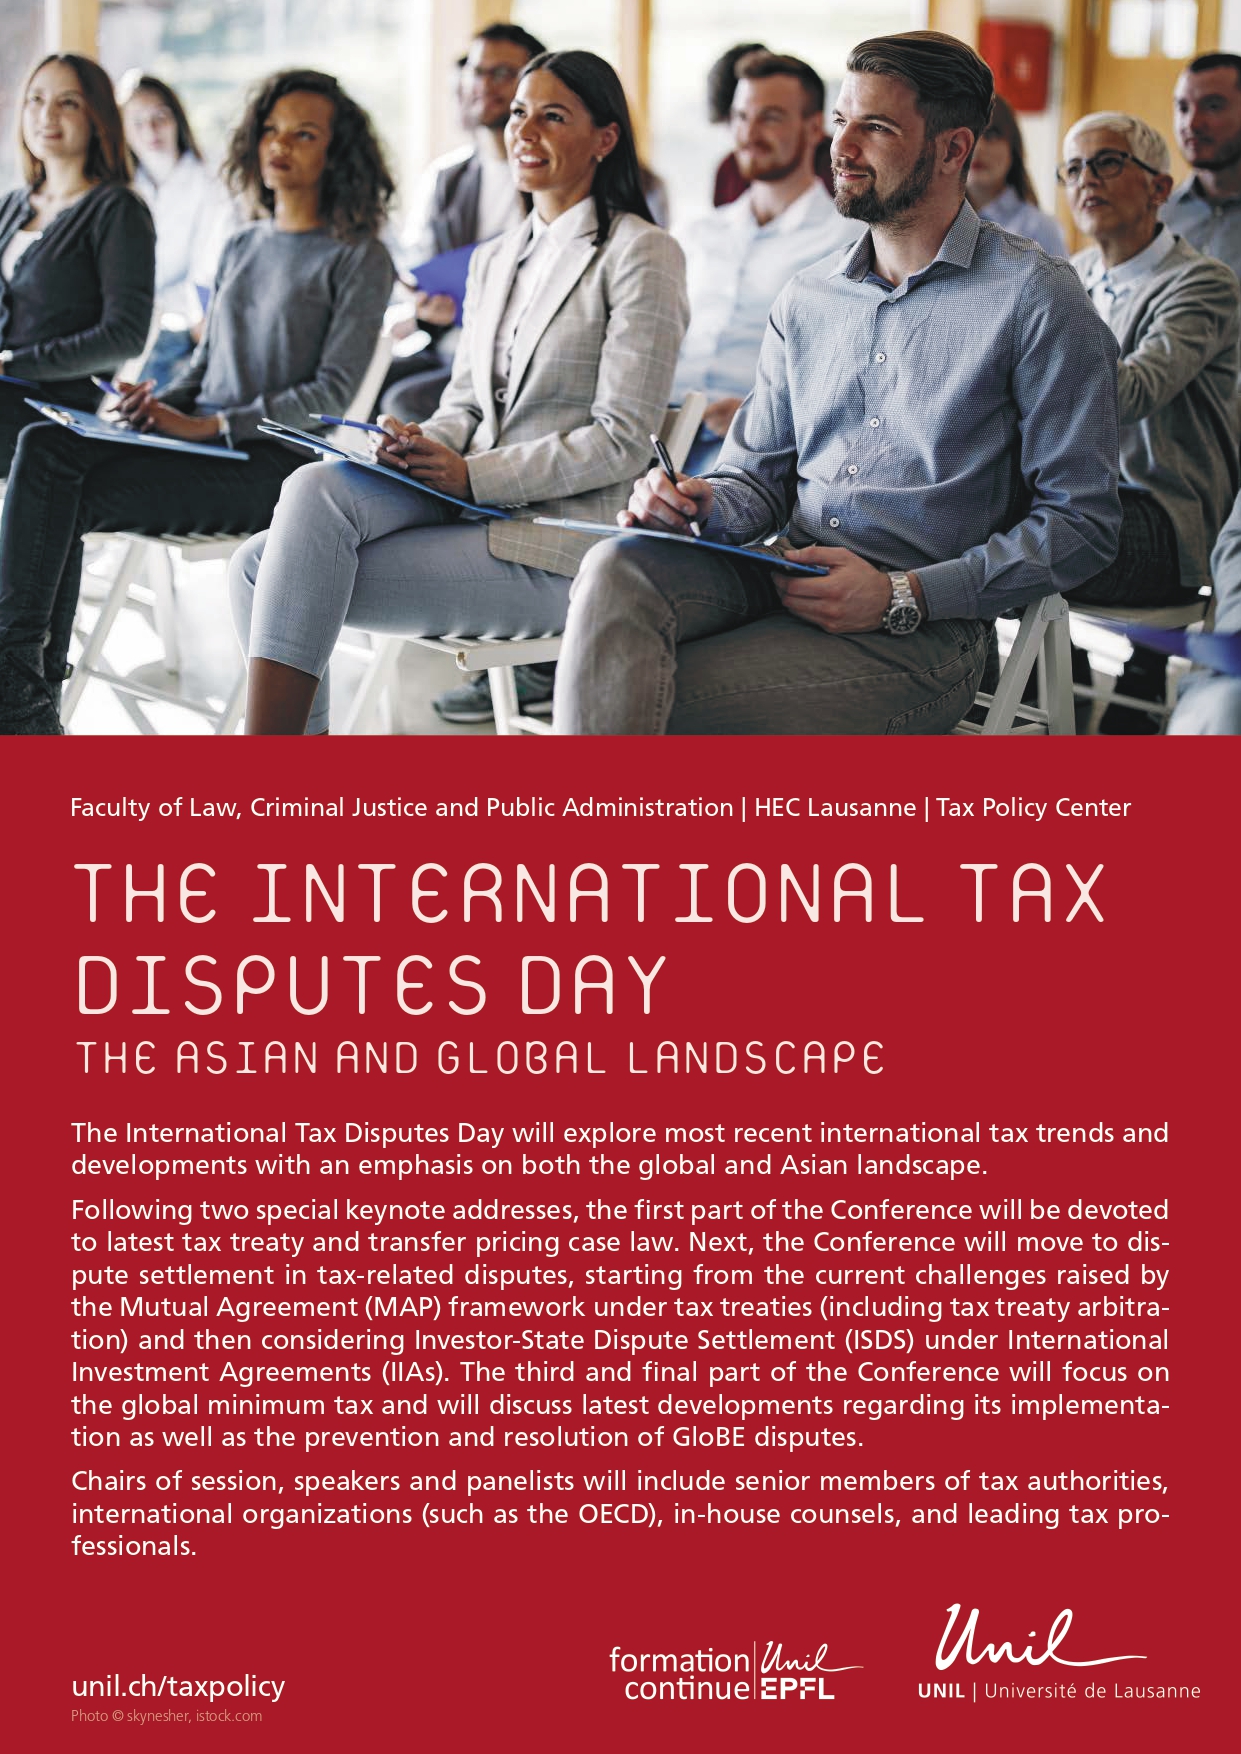 Faculty of Law, Criminal Justice and Public Administration | HEC Lausanne | Tax Policy Center
THE INTERNATIONAL TAX
DISPUTES DAY
THE ASIAN AND GLOBAL LANDSCAPE
The International Tax Disputes Day will explore most recent international tax trends and
developments with an emphasis on both the global and Asian landscape.
Following two special keynote addresses, the first part of the Conference will be devoted
to latest tax treaty and transfer pricing case law. Next, the Conference will move to dis-
pute settlement in tax-related disputes, starting from the current challenges raised by
the Mutual Agreement (MAP) framework under tax treaties (including tax treaty arbitra-
tion) and then considering Investor-State Dispute Settlement (ISDS) under International
Investment Agreements (IIAs). The third and final part of the Conference will focus on
the global minimum tax and will discuss latest developments regarding its implementa-
tion as well as the prevention and resolution of GloBE disputes.
Chairs of session, speakers and panelists will include senior members of tax authorities,
international organizations (such as the OECD), in-house counsels, and leading tax pro-
fessionals.
unil.ch/taxpolicy
Photo © skynesher, istock.com
formation
continue
Unil
EPFL
Unil
UNIL | Université de Lausanne